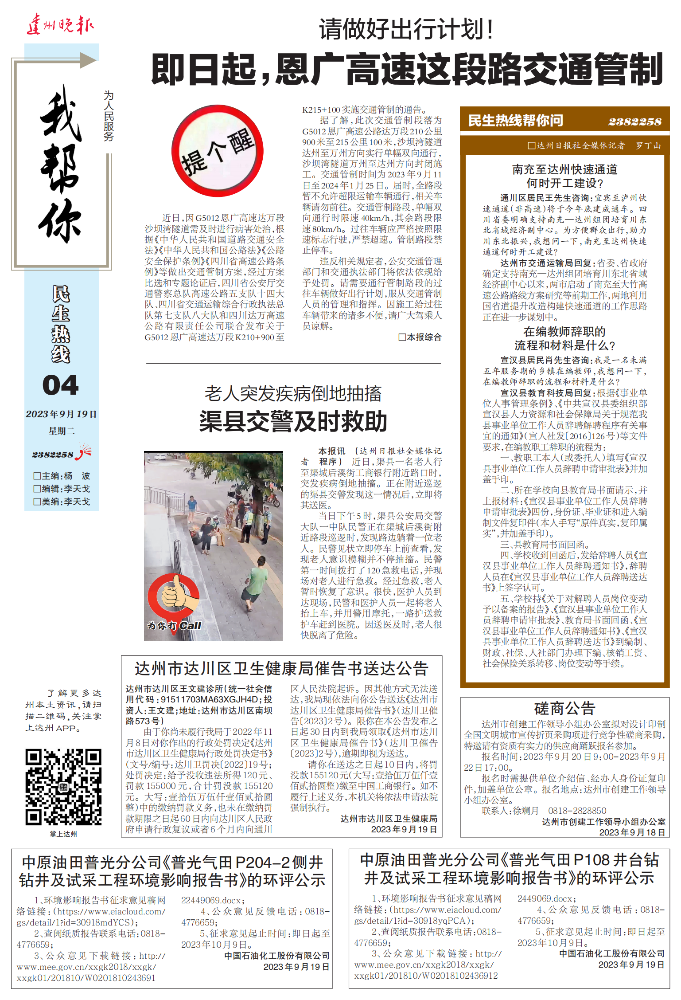 达州晚报
我帮你
为人民服务
民生热线
04
2023年9月19日
星期二
2382258
□主编:杨 波
□编辑:李天戈
□美编:李天戈
了解更多达
州本土资讯,请扫
描二维码,关注掌
上达州APP。
掌上达州
请做好出行计划!
即日起,恩广高速这段路交通管制
提个醒
近日,因G5012恩广高速达万段
沙坝湾隧道需及时进行病害处治,根
据《中华人民共和国道路交通安全
法》《中华人民共和国公路法》《公路
安全保护条例》《四川省高速公路条
例》等做出交通管制方案,经过方案
比选和专题论证后,四川省公安厅交
通警察总队高速公路五支队十四大
队、四川省交通运输综合行政执法总
队第七支队八大队和四川达万高速
公路有限责任公司联合发布关于
G5012恩广高速达万段K210+900至
K215+100实施交通管制的通告。
据了解,此次交通管制段落为
G5012恩广高速公路达万段210公里
900米至215公里100米,沙坝湾隧道
达州至万州方向实行单幅双向通行,
沙坝湾隧道万州至达州方向封闭施
工。交通管制时间为2023年9月11
日至2024年1月25日。届时,全路段
暂不允许超限运输车辆通行,相关车
辆请勿前往。交通管制路段,单幅双
向通行时限速40km/h,其余路段限
速80km/h。过往车辆应严格按照限
速标志行驶,严禁超速。管制路段禁
止停车。
违反相关规定者,公安交通管理
部门和交通执法部门将依法依规给
予处罚。请需要通行管制路段的过
往车辆做好出行计划,服从交通管制
人员的管理和指挥。因施工给过往
车辆带来的诸多不便,请广大驾乘人
员谅解。
□本报综合
老人突发疾病倒地抽搐
渠县交警及时救助
为你打Call
本报讯 (达州日报社全媒体记
者 程序) 近日,渠县一名老人行
至渠城后溪街工商银行附近路口时,
突发疾病倒地抽搐。正在附近巡逻
的渠县交警发现这一情况后,立即将
其送医。
当日下午5时,渠县公安局交警
大队一中队民警正在渠城后溪街附
近路段巡逻时,发现路边躺着一位老
人。民警见状立即停车上前查看,发
现老人意识模糊并不停抽搐。民警
第一时间拨打了120急救电话,并现
场对老人进行急救。经过急救,老人
暂时恢复了意识。很快,医护人员到
达现场,民警和医护人员一起将老人
抬上车,并用警用摩托,一路护送救
护车赶到医院。因送医及时,老人很
快脱离了危险。
民生热线帮你问 2382258
□达州日报社全媒体记者 罗丁山
南充至达州快速通道
何时开工建设?
通川区居民王先生咨询:宜宾至泸州快
速通道(非高速)将于今年底建成通车。四
川省委明确支持南充—达州组团培育川东
北省域经济副中心。为方便群众出行,助力
川东北振兴,我想问一下,南充至达州快速
通道何时开工建设?
达州市交通运输局回复:省委、省政府
确定支持南充—达州组团培育川东北省域
经济副中心以来,两市启动了南充至大竹高
速公路路线方案研究等前期工作,两地利用
国省道提升改造构建快速通道的工作思路
正在进一步谋划中。
在编教师辞职的
流程和材料是什么?
宣汉县居民肖先生咨询:我是一名未满
五年服务期的乡镇在编教师,我想问一下,
在编教师辞职的流程和材料是什么?
宣汉县教育科技局回复:根据《事业单
位人事管理条例》、《中共宣汉县委组织部
宣汉县人力资源和社会保障局关于规范我
县事业单位工作人员辞聘解聘程序有关事
宜的通知》(宣人社发〔2016〕126号)等文件
要求,在编教职工辞职的流程为:
一、教职工本人(或委托人)填写《宣汉
县事业单位工作人员辞聘申请审批表》并加
盖手印。
二、所在学校向县教育局书面请示,并
上报材料:《宣汉县事业单位工作人员辞聘
申请审批表》四份,身份证、毕业证和进入编
制文件复印件(本人手写“原件真实,复印属
实”,并加盖手印)。
三、县教育局书面回函。
四、学校收到回函后,发给辞聘人员《宣
汉县事业单位工作人员辞聘通知书》,辞聘
人员在《宣汉县事业单位工作人员辞聘送达
书》上签字认可。
五、学校持《关于对解聘人员岗位变动
予以备案的报告》、《宣汉县事业单位工作人
员辞聘申请审批表》、教育局书面回函、《宣
汉县事业单位工作人员辞聘通知书》、《宣汉
县事业单位工作人员辞聘送达书》到编制、
财政、社保、人社部门办理下编、核销工资、
社会保险关系转移、岗位变动等手续。
达州市达川区卫生健康局催告书送达公告
达州市达川区王文建诊所(统一社会信
用代码:91511703MA63XGJH4D;投
资人:王文建;地址:达州市达川区南坝
路573号)
由于你尚未履行我局于2022年11
月8日对你作出的行政处罚决定《达州
市达川区卫生健康局行政处罚决定书》
(文号/编号:达川卫罚决〔2022〕19号;
处罚决定:给予没收违法所得120元、
罚款155000元,合计罚没款155120
元。大写:壹拾伍万伍仟壹佰贰拾圆
整)中的缴纳罚款义务,也未在缴纳罚
款期限之日起60日内向达川区人民政
府申请行政复议或者6个月内向通川
区人民法院起诉。因其他方式无法送
达,我局现依法向你公告送达《达州市
达川区卫生健康局催告书》(达川卫催
告〔2023〕2号)。限你在本公告发布之
日起30日内到我局领取《达州市达川
区卫生健康局催告书》(达川卫催告
〔2023〕2号),逾期即视为送达。
请你在送达之日起10日内,将罚
没款155120元(大写:壹拾伍万伍仟壹
佰贰拾圆整)缴至中国工商银行。如不
履行上述义务,本机关将依法申请法院
强制执行。
达州市达川区卫生健康局
2023年9月19日
磋商公告
达州市创建工作领导小组办公室拟对设计印制
全国文明城市宣传折页采购项进行竞争性磋商采购,
特邀请有资质有实力的供应商踊跃报名参加。
报名时间:2023年9月20日9:00-2023年9月
22日17:00。
报名时需提供单位介绍信、经办人身份证复印
件,加盖单位公章。报名地点:达州市创建工作领导
小组办公室。
联系人:徐斓月 0818-2828850
达州市创建工作领导小组办公室
2023年9月18日
中原油田普光分公司《普光气田P204-2侧井
钻井及试采工程环境影响报告书》的环评公示
1、环境影响报告书征求意见稿网
络链接:(https://www.eiacloud.com/
gs/detail/1?id=30918mdYCS);
2、查阅纸质报告联系电话:0818-
4776659;
3、公众意见下载链接:http://
www.mee.gov.cn/xxgk2018/xxgk/
xxgk01/201810/W0201810243691
22449069.docx;
4、公众意见反馈电话:0818-
4776659;
5、征求意见起止时间:即日起至
2023年10月9日。
中国石油化工股份有限公司
2023年9月19日
中原油田普光分公司《普光气田P108井台钻
井及试采工程环境影响报告书》的环评公示
1、环境影响报告书征求意见稿网
络链接:(https://www.eiacloud.com/
gs/detail/1?id=30918yqPCA);
2、查阅纸质报告联系电话:0818-
4776659;
3、公众意见下载链接:http://
www.mee.gov.cn/xxgk2018/xxgk/
xxgk01/201810/W02018102436912
2449069.docx;
4、公众意见反馈电话:0818-
4776659;
5、征求意见起止时间:即日起至
2023年10月9日。
中国石油化工股份有限公司
2023年9月19日